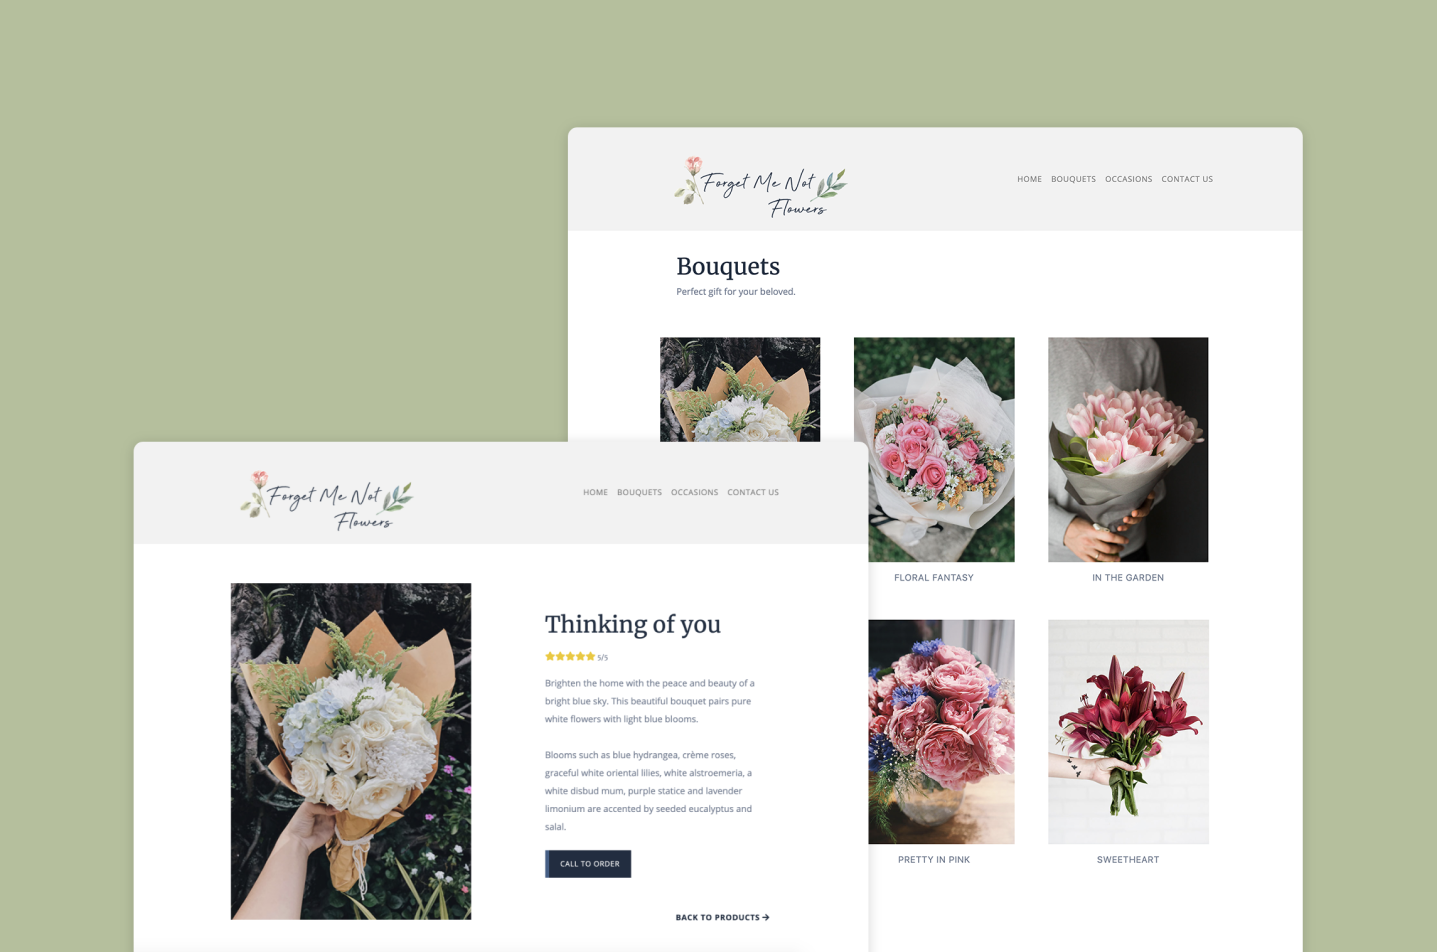 Forget Me Not
Flowers
HOME BOUQUETS OCCASIONS CONTACT US
Bouquets
Perfect gift for your beloved.
FLORAL FANTASY
IN THE GARDEN
PRETTY IN PINK
SWEETHEART
Forget Me Not
Flowers
HOME BOUQUETS OCCASIONS CONTACT US
Thinking of you
5/5
Brighten the home with the peace and beauty of a
bright blue sky. This beautiful bouquet pairs pure
white flowers with light blue blooms.
Blooms such as blue hydrangea, crème roses,
graceful white oriental lilies, white alstroemeria, a
white disbud mum, purple statice and lavender
limonium are accented by seeded eucalyptus and
salal.
CALL TO ORDER
BACK TO PRODUCTS →